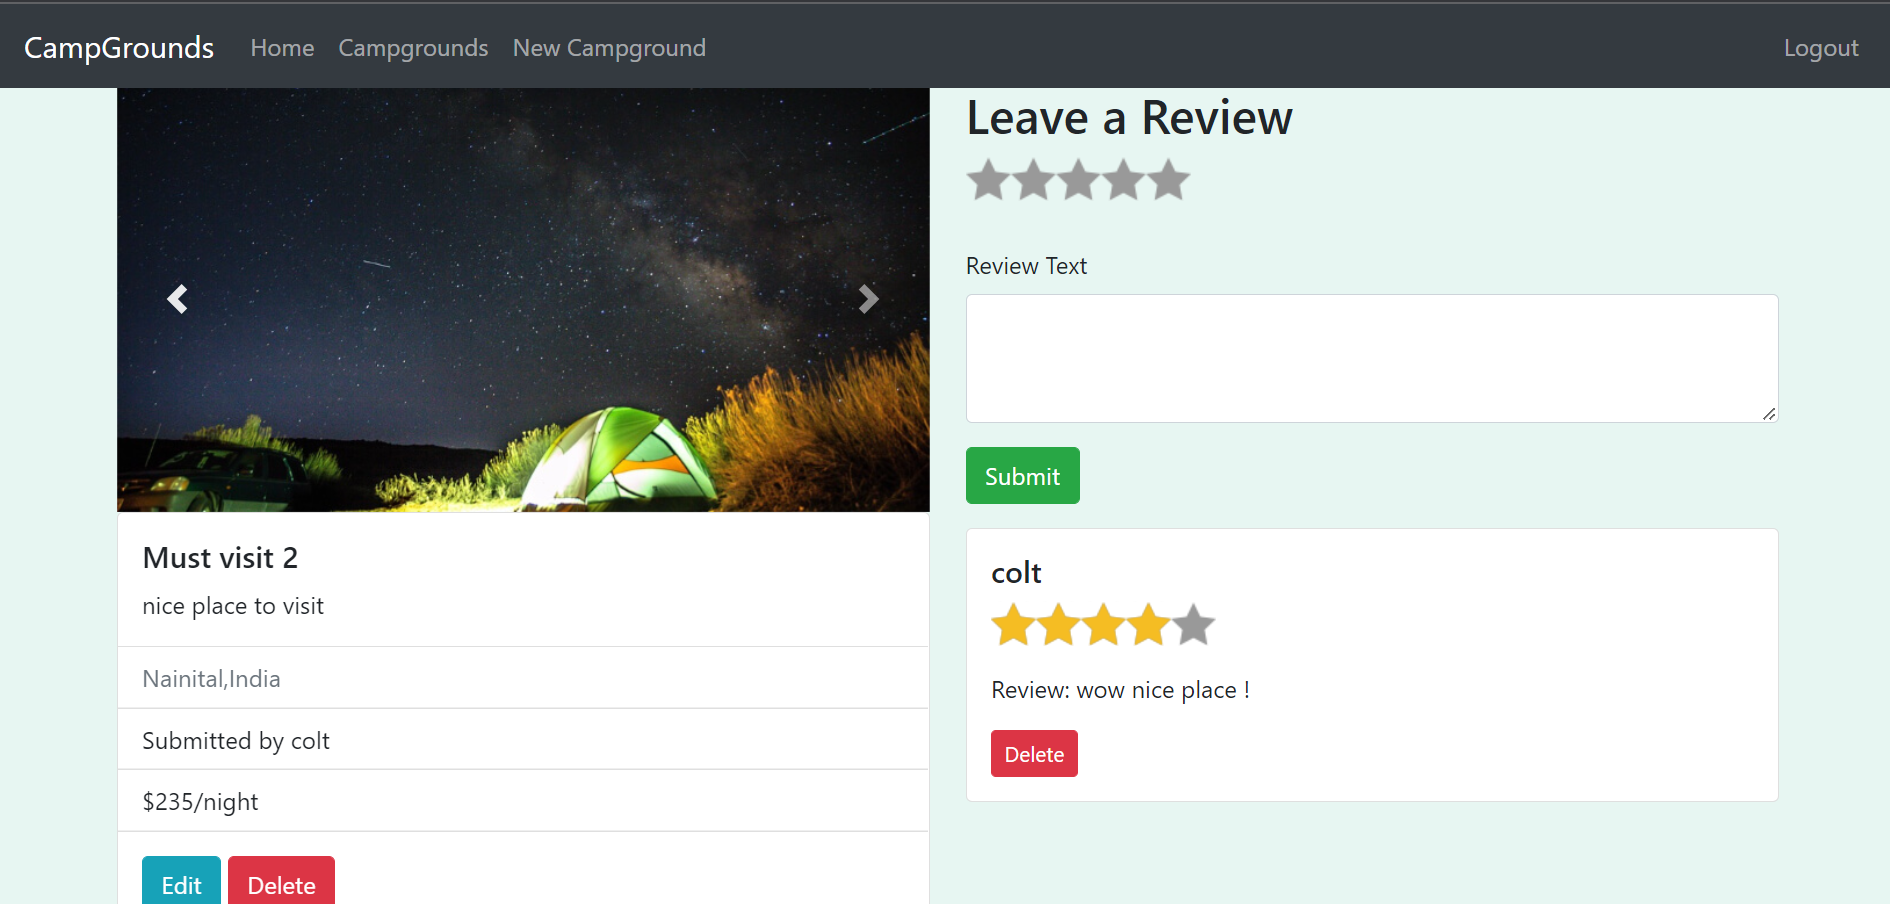 CampGrounds Home Campgrounds New Campground Logout
Must visit 2
nice place to visit
Nainital,India
Submitted by colt
$235/night
Edit Delete
Leave a Review
Review Text
Submit
colt
Review: wow nice place !
Delete